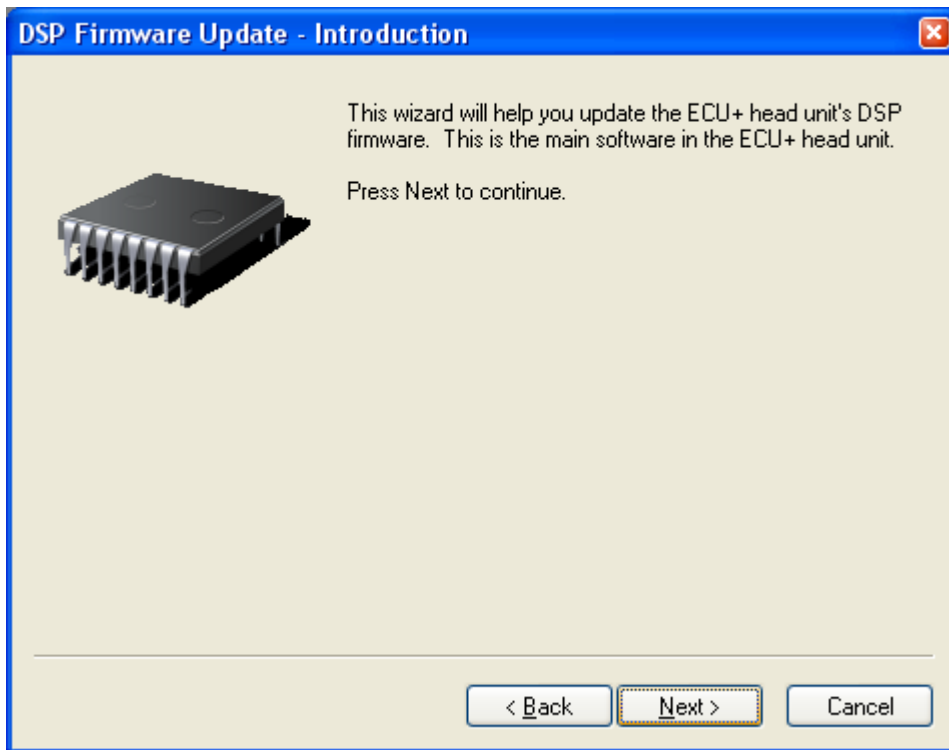 DSP Firmware Update - Introduction
This wizard will help you update the ECU+ head unit's DSP
firmware.  This is the main software in the ECU+ head unit.
Press Next to continue.
< Back
Next >
Cancel